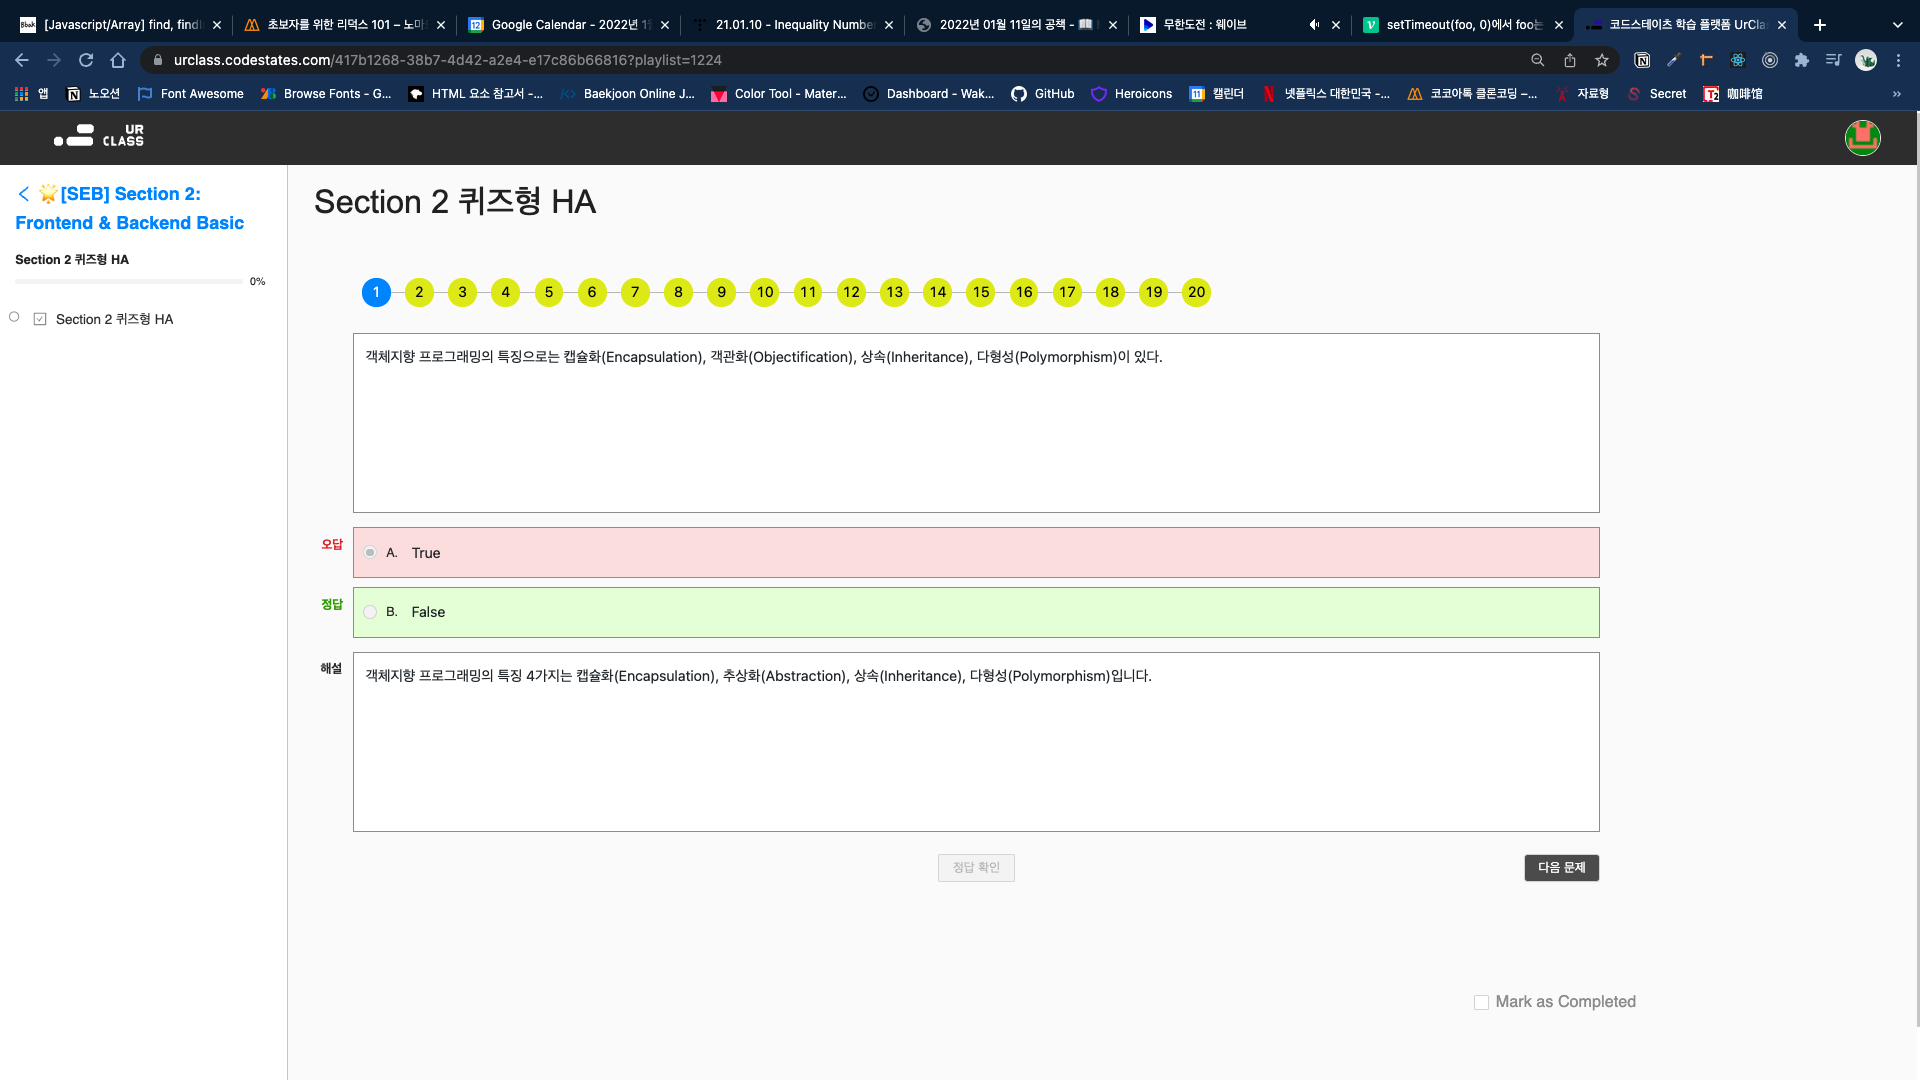 [Javascript/Array] find, findI
초보자를 위한 리덕스 101 – 노마
Google Calendar - 2022년 1
21.01.10 - Inequality Number
2022년 01월 11일의 공책 - 📖
무한도전 : 웨이브
setTimeout(foo, 0)에서 foo는
코드스테이츠 학습 플랫폼 UrCla
urclass.codestates.com/417b1268-38b7-4d42-a2e4-e17c86b66816?playlist=1224
앱
노오션
Font Awesome
Browse Fonts - G...
HTML 요소 참고서 -...
Baekjoon Online J...
Color Tool - Mater...
Dashboard - Wak...
GitHub
Heroicons
캘린더
넷플릭스 대한민국 -...
코코아톡 클론코딩 –...
자료형
Secret
咖啡馆
»
UR
CLASS
🌟[SEB] Section 2:
Frontend & Backend Basic
Section 2 퀴즈형 HA
0%
Section 2 퀴즈형 HA
Section 2 퀴즈형 HA
1 2 3 4 5 6 7 8 9 10 11 12 13 14 15 16 17 18 19 20
객체지향 프로그래밍의 특징으로는 캡슐화(Encapsulation), 객관화(Objectification), 상속(Inheritance), 다형성(Polymorphism)이 있다.
오답
A. True
정답
B. False
해설
객체지향 프로그래밍의 특징 4가지는 캡슐화(Encapsulation), 추상화(Abstraction), 상속(Inheritance), 다형성(Polymorphism)입니다.
정답 확인
다음 문제
Mark as Completed